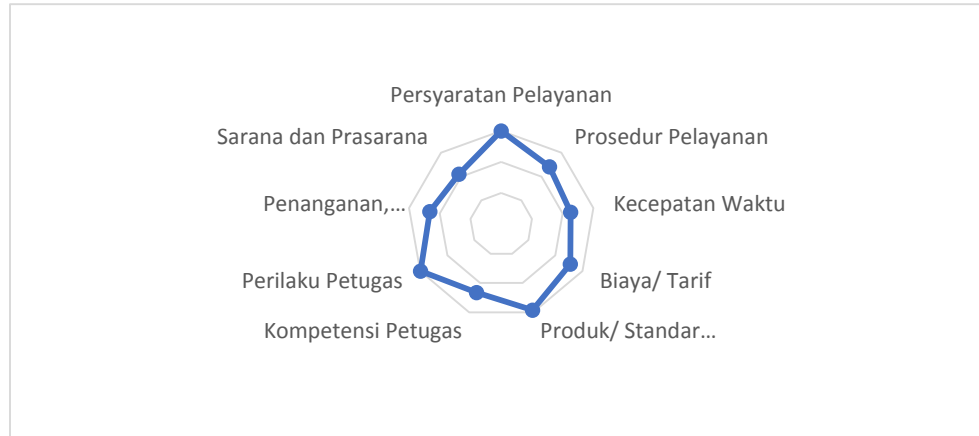 Persyaratan Pelayanan
Prosedur Pelayanan
Kecepatan Waktu
Biaya/ Tarif
Produk/ Standar...
Kompetensi Petugas
Perilaku Petugas
Penanganan,...
Sarana dan Prasarana